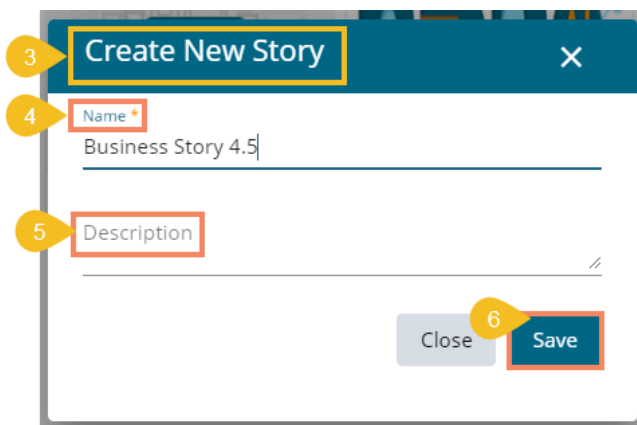 3 Create New Story ×
4 Name *
Business Story 4.5
5 Description
6
Close Save